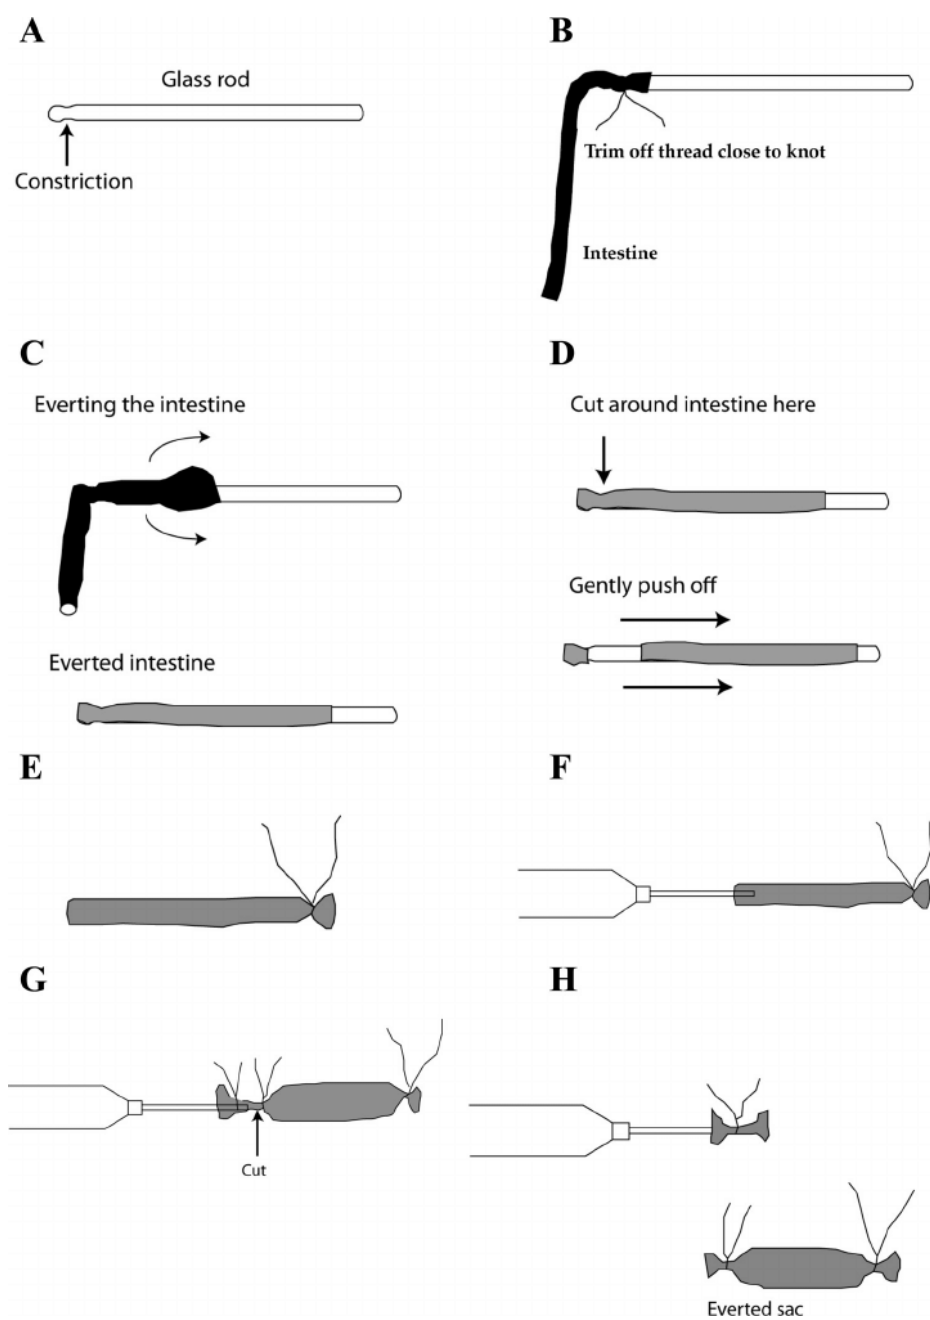 A
Glass rod
Constriction
B
Trim off thread close to knot
Intestine
C
Everting the intestine
Everted intestine
D
Cut around intestine here
Gently push off
E
F
G
Cut
H
Everted sac